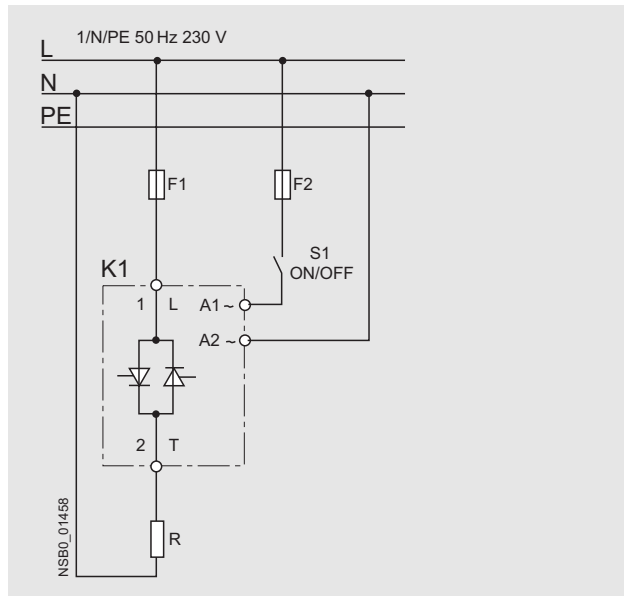 1/N/PE 50 Hz 230 V
L
N
PE
F1
F2
S1
ON/OFF
K1
1 L
A1 ~
A2 ~
2 T
R
NSB0_01458